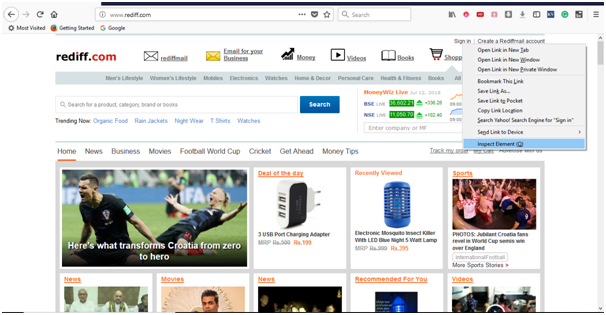 www.rediff.com
Search
Most Visited Getting Started Google
Sign in | Create a Rediffmail account
rediff.com rediffmail Email for your Business Money Videos Books Shopp
Open Link in New Tab
Open Link in New Window
Open Link in New Private Window
Bookmark This Link
Save Link As...
Save Link to Pocket
Copy Link Location
Search Yahoo! Search Engine for "Sign in"
Send Link to Device
Inspect Element (Q)
Men's Lifestyle Women's Lifestyle Mobiles Electronics Watches Home & Decor Personal Care Health & Fitness Books All
Search for a product, category, brand or books
Search
Trending Now: Organic Food Rain Jackets Night Wear T Shirts Watches
MoneyWiz Live Jul 12, 2018
BSE LIVE 36,602.21 +336.28
NSE LIVE 11,050.70 +102.40
Enter company or MF
Home News Business Movies Football World Cup Cricket Get Ahead Money Tips
Track my order My Cart Advertise with us
Here's what transforms Croatia from zero to hero
Deal of the day
3 USB Port Charging Adapter
MRP Rs.599 Rs.199
Recently Viewed
Electronic Mosquito Insect Killer With LED Blue Night 5 Watt Lamp
MRP Rs.999 Rs.395
Sports
PHOTOS: Jubilant Croatia fans revel in World Cup semis win over England
InternationalFootball
More Sports Stories >
News
Movies
News
Recommended For You
Videos